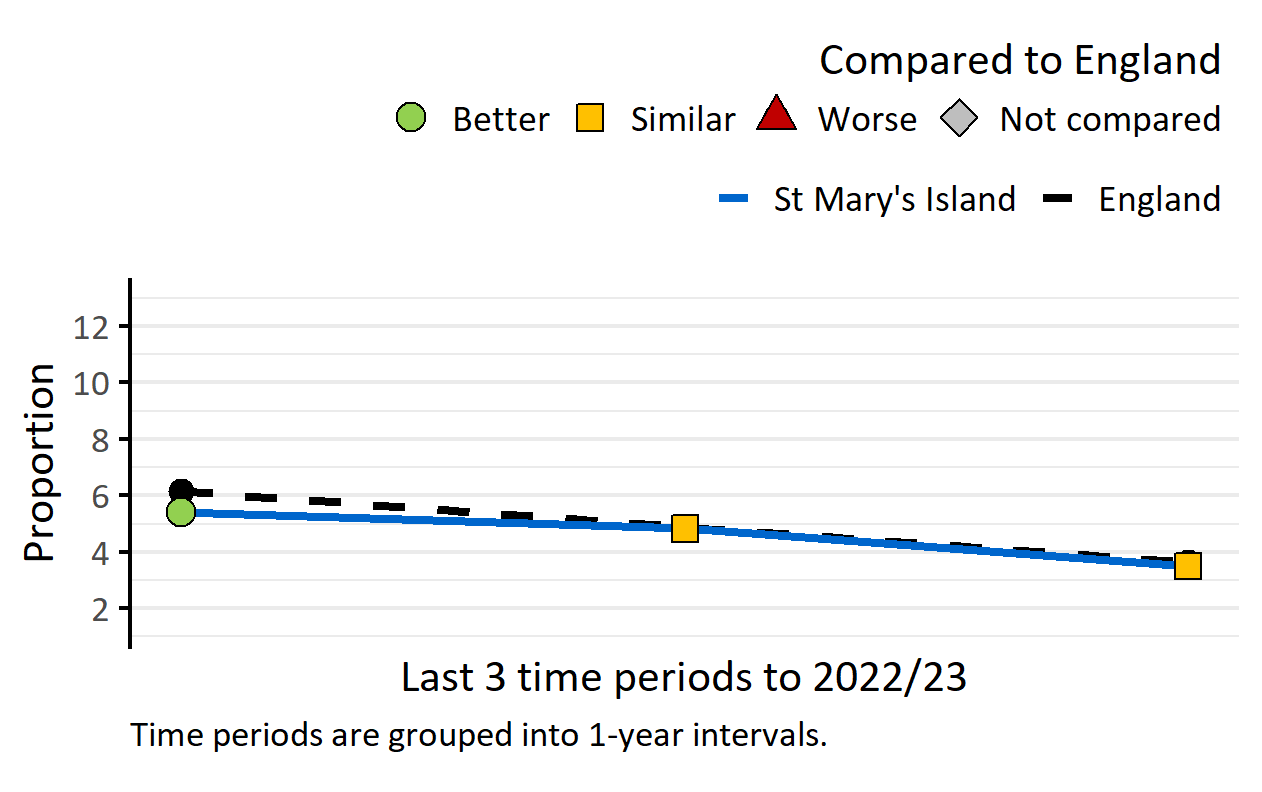 Compared to England
Better Similar Worse Not compared
St Mary's Island England
Proportion
12
10
8
6
4
2
Last 3 time periods to 2022/23
Time periods are grouped into 1-year intervals.